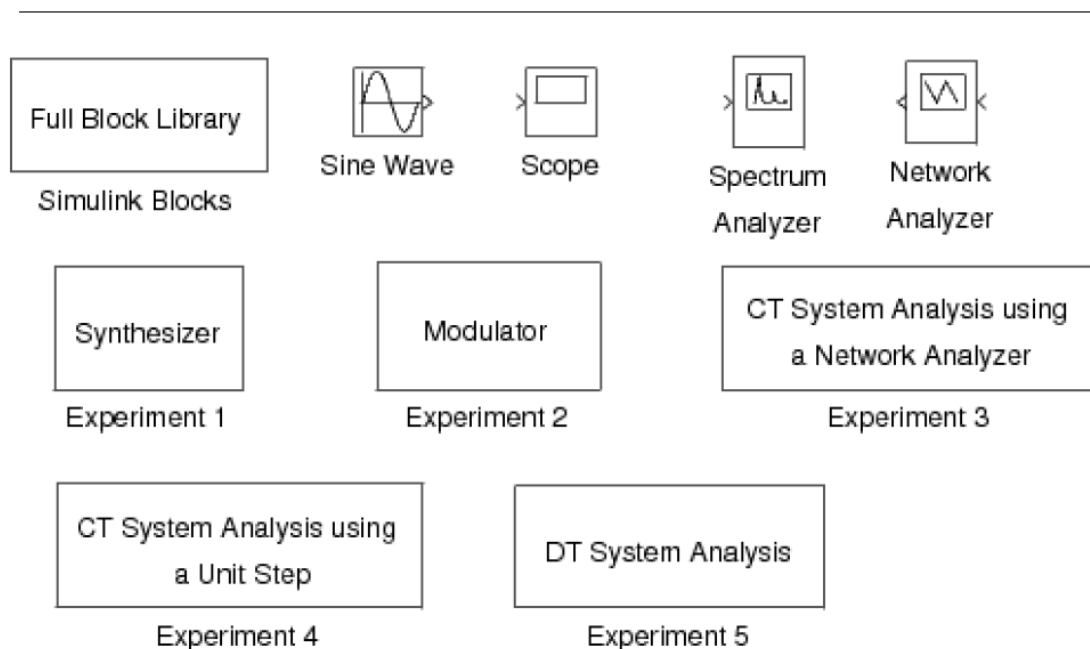 Full Block Library
Simulink Blocks
Sine Wave
Scope
Spectrum
Analyzer
Network
Analyzer
Synthesizer
Experiment 1
Modulator
Experiment 2
CT System Analysis using
a Network Analyzer
Experiment 3
CT System Analysis using
a Unit Step
Experiment 4
DT System Analysis
Experiment 5